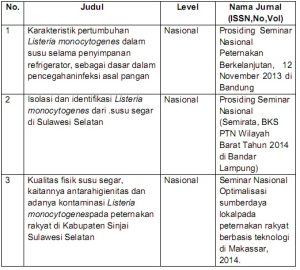 No. Judul Level Nama Jurnal
(ISSN,No,Vol)
1 Karakteristik pertumbuhan Nasional Prosiding Seminar
Listeria monocytogenes dalam Nasional
susu selama penyimpanan Peternakan
refrigerator, sebagai dasar dalam Berkelanjutan, 12
pencegahaninfeksi asal pangan November 2013 di
Bandung
2 Isolasi dan identifikasi Listeria Nasional Prosiding Seminar
monocytogenes dari .susu segar Nasional
di Sulawesi Selatan (Semirata, BKS
PTN Wilayah
Barat Tahun 2014
di Bandar
Lampung)
3 Kualitas fisik susu segar, Nasional Seminar Nasional
kaitannya antarahigienitas dan Optimalisasi
adanya kontaminasi Listeria sumberdaya
monocytogenespada peternakan lokalpada
rakyat di Kabupaten Sinjai peternakan rakyat
Sulawesi Selatan berbasis teknologi
di Makassar,
2014.